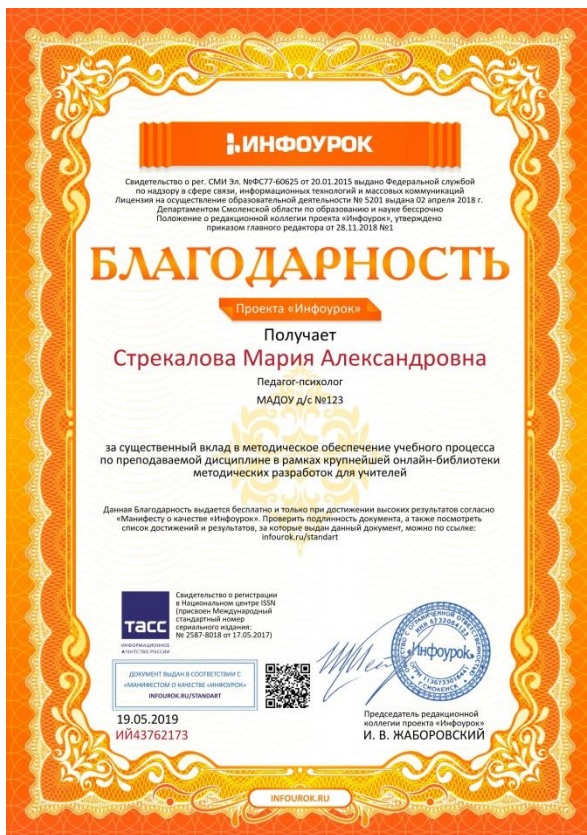 ИНФОУРОК
Свидетельство о рег. СМИ Эл. №ФС77-60625 от 20.01.2015 выдано Федеральной службой
по надзору в сфере связи, информационных технологий и массовых коммуникаций
Лицензия на осуществление образовательной деятельности № 5201 выдана 02 апреля 2018 г.
Департаментом Смоленской области по образованию и науке бессрочно
Положение о редакционной коллегии проекта «Инфоурок», утверждено
приказом главного редактора от 28.11.2018 №1
БЛАГОДАРНОСТЬ
Проекта «Инфоурок»
Получает
Стрекалова Мария Александровна
Педагог-психолог
МАДОУ д/с №123
за существенный вклад в методическое обеспечение учебного процесса
по преподаваемой дисциплине в рамках крупнейшей онлайн-библиотеки
методических разработок для учителей
Данная Благодарность выдается бесплатно и только при достижении высоких результатов согласно
«Манифесту о качестве «Инфоурок». Проверить подлинность документа, а также посмотреть
список достижений и результатов, за которые выдан данный документ, можно по ссылке:
infourok.ru/standart
Свидетельство о регистрации
в Национальном центре ISSN
(присвоен Международный
стандартный номер
сериального издания:
№ 2587-8018 от 17.05.2017)
ТАСС
ИНФОРМАЦИОННОЕ
АГЕНТСТВО РОССИИ
ДОКУМЕНТ ВЫДАН В СООТВЕТСТВИИ С
«МАНИФЕСТОМ О КАЧЕСТВЕ «ИНФОУРОК»
INFOUROK.RU/STANDART
19.05.2019
ИЙ43762173
«Инфоурок»
Г.СМОЛЕНСК
Председатель редакционной
коллегии проекта «Инфоурок»
И. В. ЖАБОРОВСКИЙ
INFOUROK.RU